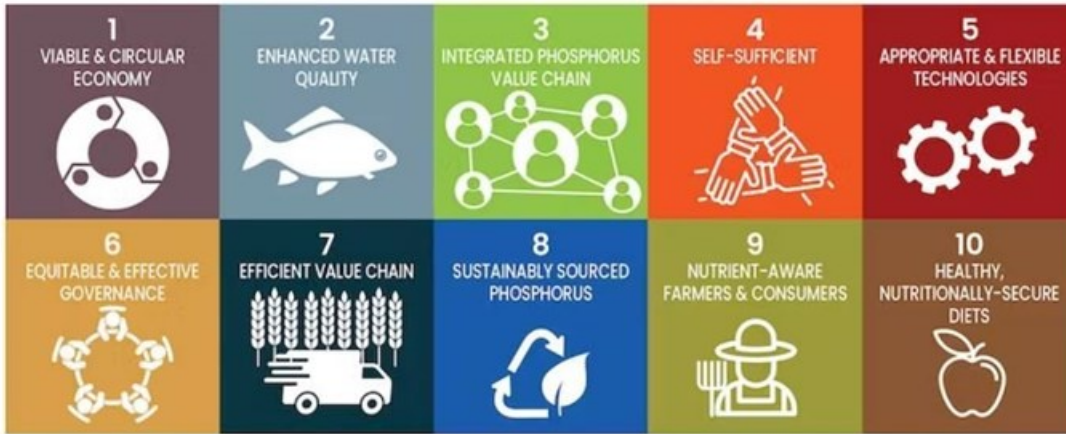 1
VIABLE & CIRCULAR
ECONOMY
2
ENHANCED WATER
QUALITY
3
INTEGRATED PHOSPHORUS
VALUE CHAIN
4
SELF-SUFFICIENT
5
APPROPRIATE & FLEXIBLE
TECHNOLOGIES
6
EQUITABLE & EFFECTIVE
GOVERNANCE
7
EFFICIENT VALUE CHAIN
8
SUSTAINABLY SOURCED
PHOSPHORUS
9
NUTRIENT-AWARE
FARMERS & CONSUMERS
10
HEALTHY,
NUTRITIONALLY-SECURE
DIETS